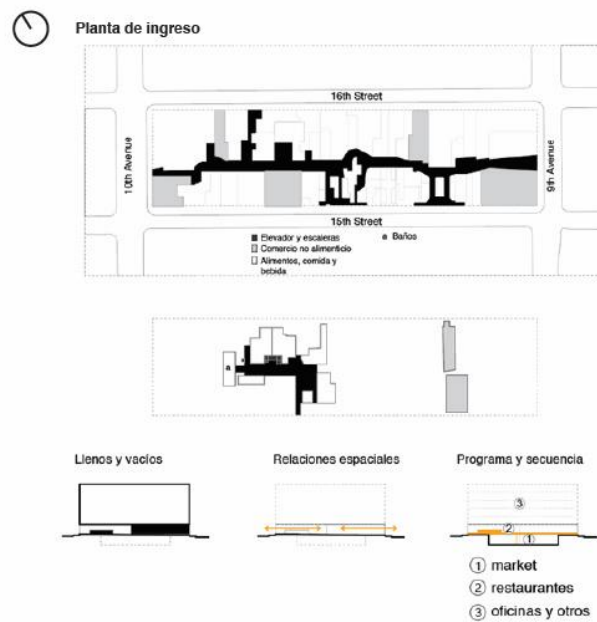 Planta de ingreso
16th Street
10th Avenue
9th Avenue
15th Street
Elevador y escaleras
a Baños
Comercio no alimenticio
Alimentos, comida y
bebida
a
Llenos y vacíos
Relaciones espaciales
Programa y secuencia
3
2
1
1 market
2 restaurantes
3 oficinas y otros